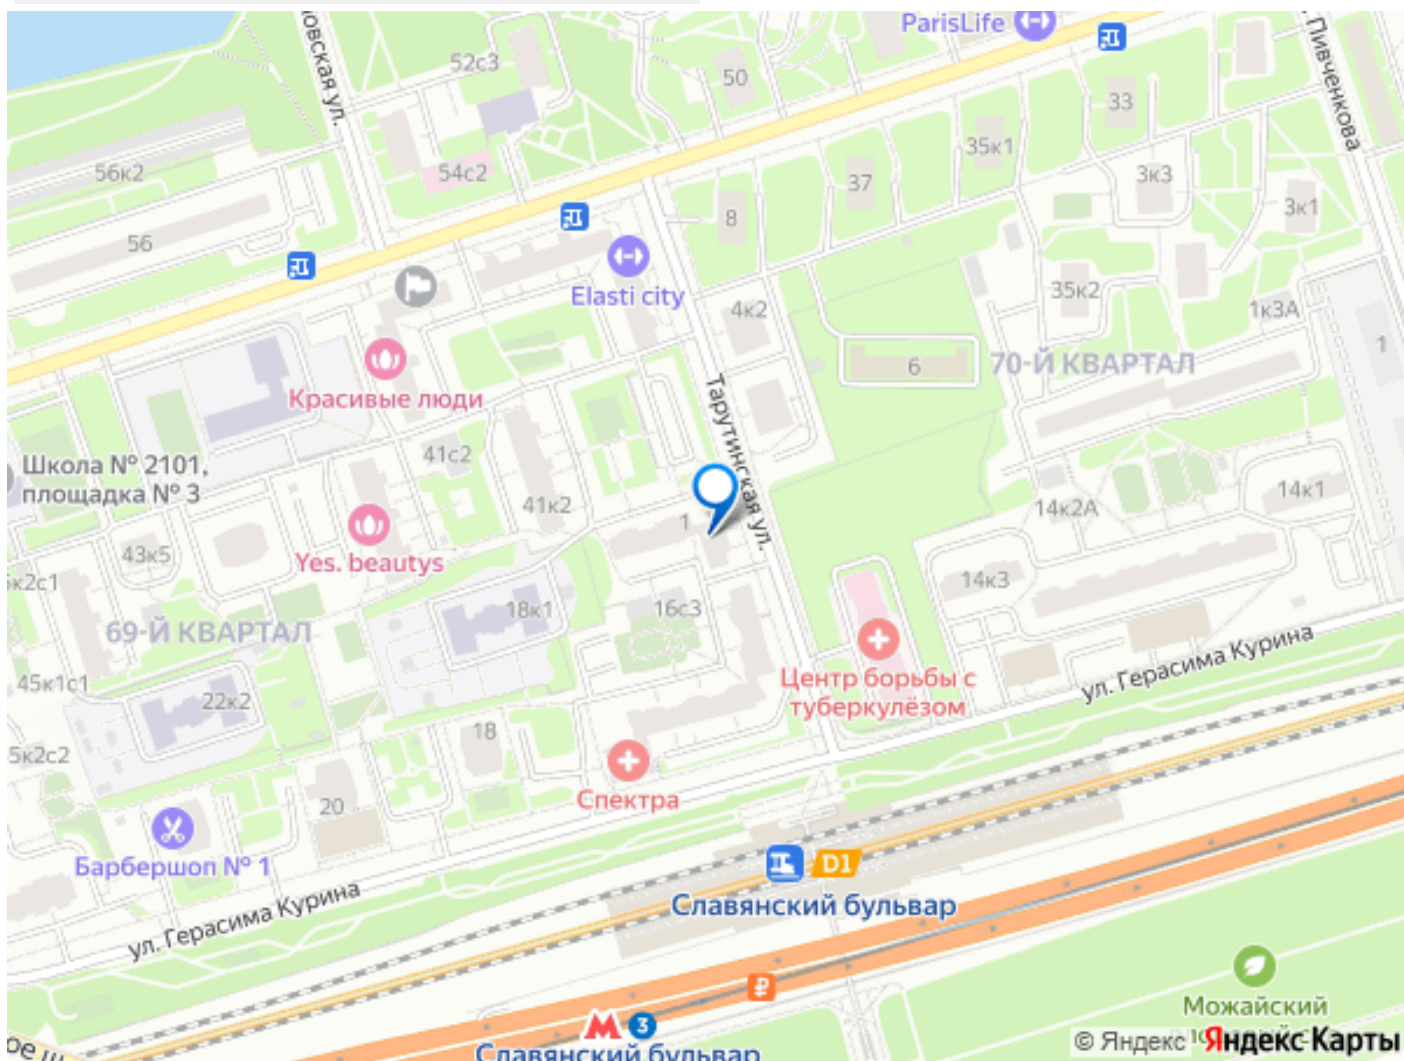 ParisLife
52с3
50
33
Пивченкова
56к2
54с2
35к1
37
3к3
56
8
3к1
Elasti city
4к2
35к2
1к3А
1
6
70-Й КВАРТАЛ
Красивые люди
Тарутинская ул.
Школа № 2101,
площадка № 3
41с2
41к2
1
14к2А
14к1
43к5
Yes. beautys
14к3
18к1
16с3
69-Й КВАРТАЛ
Центр борьбы с
туберкулёзом
ул. Герасима Курина
45к1с1
22к2
18
Спектра
20
Барбершоп № 1
D1
Славянский бульвар
ул. Герасима Курина
Можайский
3
Славянский бульвар
© Яндекс Яндекс Карты